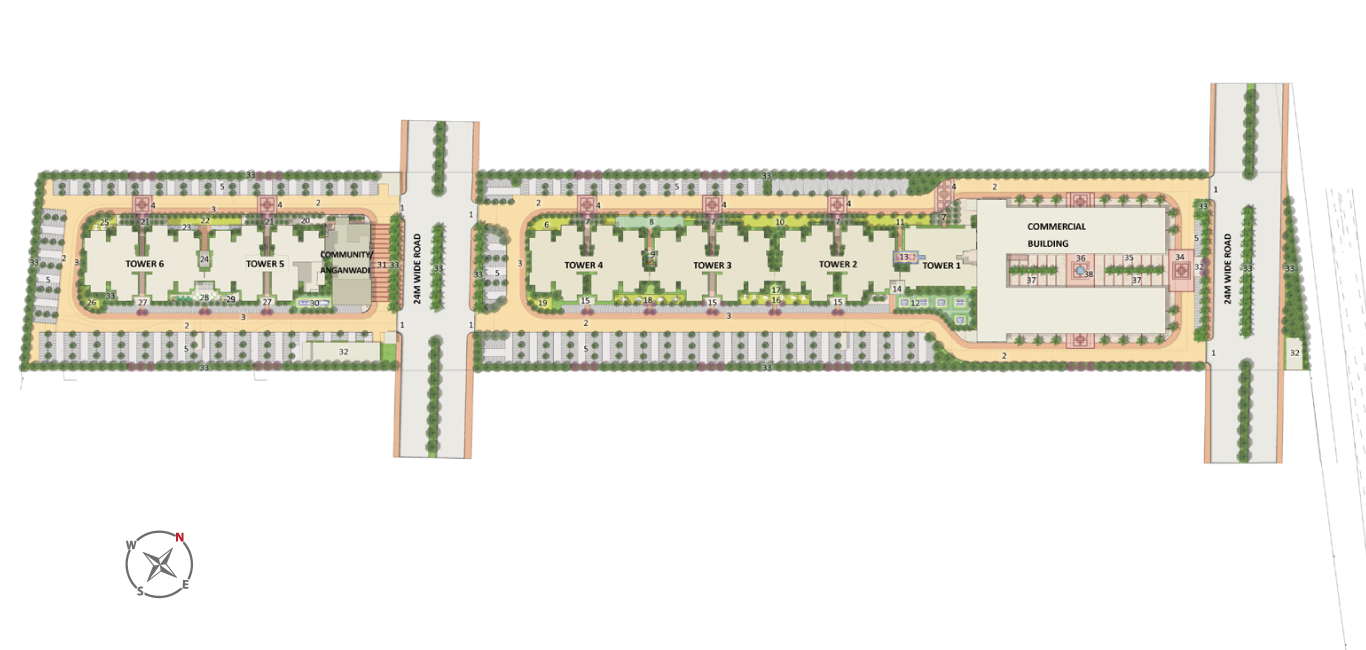 33 33
5 5 1
4 3 2 4 2 1 1 2 4 4 4 4 2 33
25 21 22 23 21 20 6 7 8 7 10 7 11 7
COMMERCIAL
BUILDING
33 2 3 TOWER 6 24 TOWER 5 COMMUNITY/
ANGANWADI
31 33 24M WIDE ROAD 33 33 5 3 TOWER 4 9 TOWER 3 TOWER 2 13 TOWER 1 36 35 34 5 32 24M WIDE ROAD 33 33
5 38 37 37
26 33 27 28 29 27 30 19 15 18 15 17 16 15 14 12
3 2 1 1 2 3
5 32 5 2 1 32
33 33
W N
S E